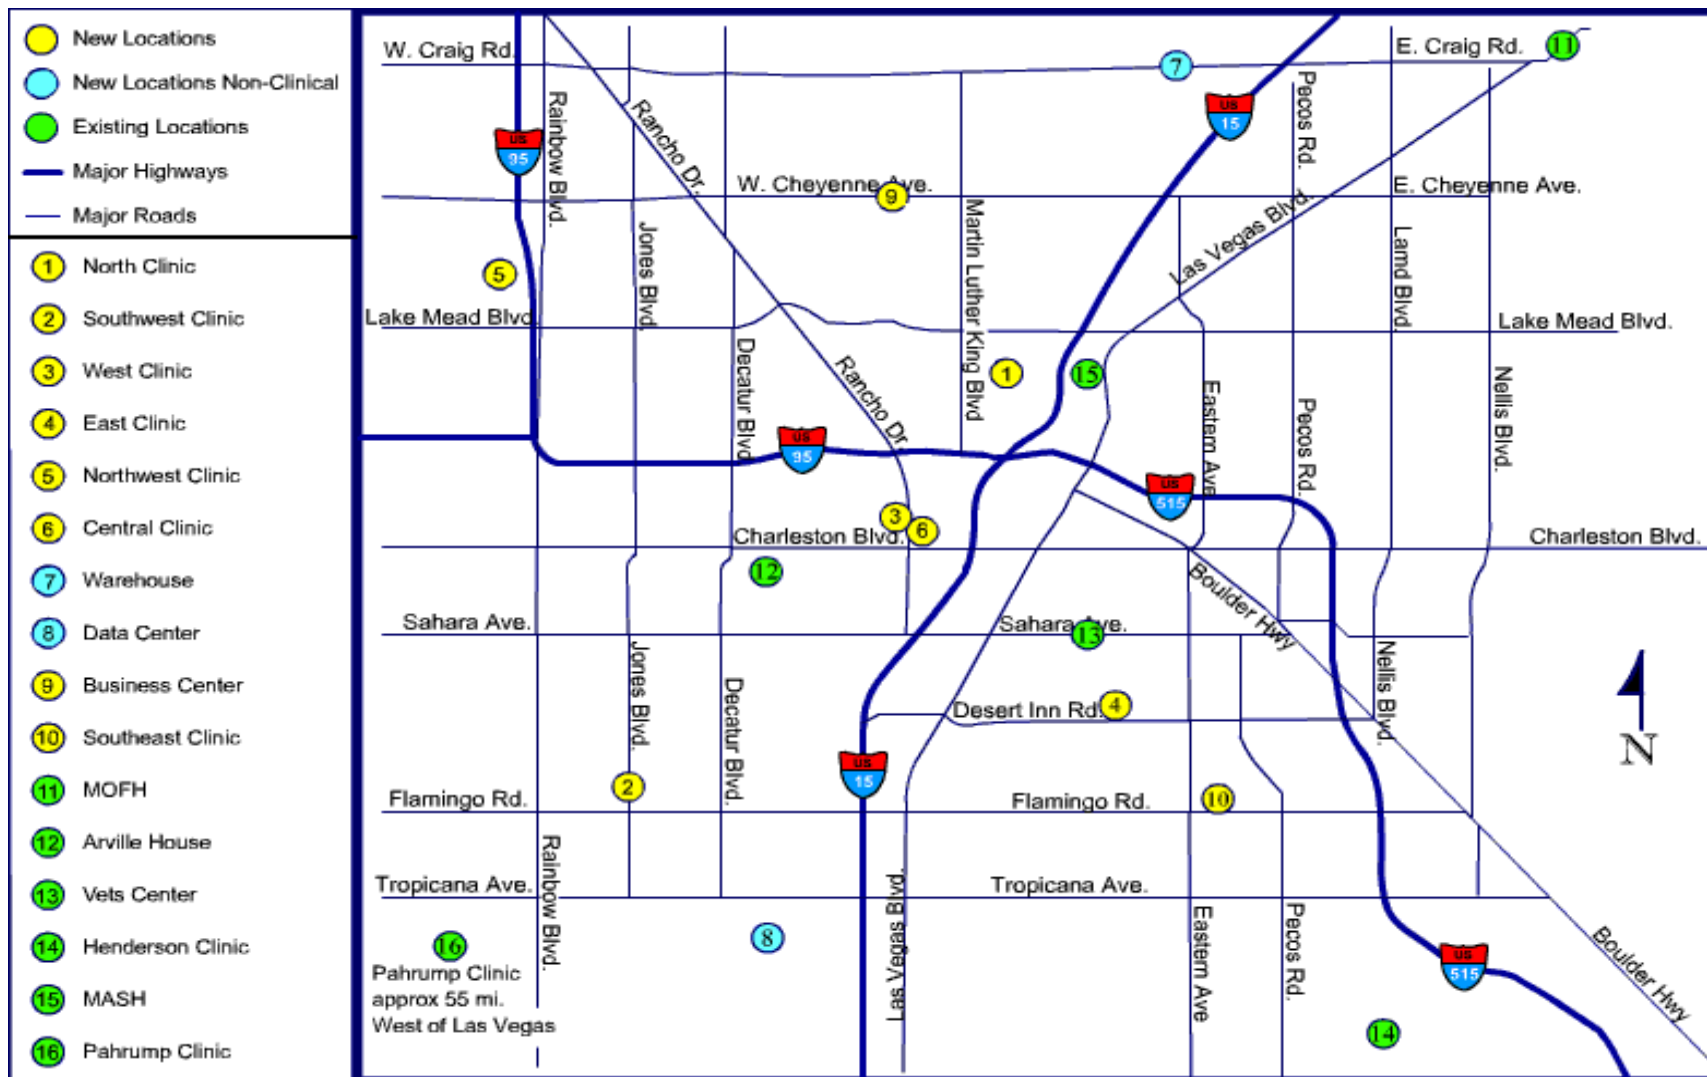 New Locations
New Locations Non-Clinical
Existing Locations
Major Highways
Major Roads
1 North Clinic
2 Southwest Clinic
3 West Clinic
4 East Clinic
5 Northwest Clinic
6 Central Clinic
7 Warehouse
8 Data Center
9 Business Center
10 Southeast Clinic
11 MOFH
12 Arville House
13 Vets Center
14 Henderson Clinic
15 MASH
16 Pahrump Clinic
W. Craig Rd.
7
E. Craig Rd.
11
US 95
Rainbow Blvd.
Rancho Dr.
US 15
Pecos Rd.
W. Cheyenne Ave.
9
E. Cheyenne Ave.
Jones Blvd.
Martin Luther King Blvd
Las Vegas Blvd.
Lamd Blvd.
5
Lake Mead Blvd.
Lake Mead Blvd.
Decatur Blvd.
Rancho Dr.
1
15
Eastern Ave.
Pecos Rd.
Nellis Blvd.
US 95
US 515
3
6
Charleston Blvd.
Charleston Blvd.
12
Boulder Hwy
Sahara Ave.
Sahara Ave.
13
Jones Blvd.
Decatur Blvd.
Desert Inn Rd.
4
Nellis Blvd.
N
2
US 15
10
Flamingo Rd.
Flamingo Rd.
Rainbow Blvd.
Tropicana Ave.
Tropicana Ave.
Las Vegas Blvd.
Eastern Ave
Pecos Rd.
Boulder Hwy
16
8
US 515
Pahrump Clinic
approx 55 mi.
West of Las Vegas
14